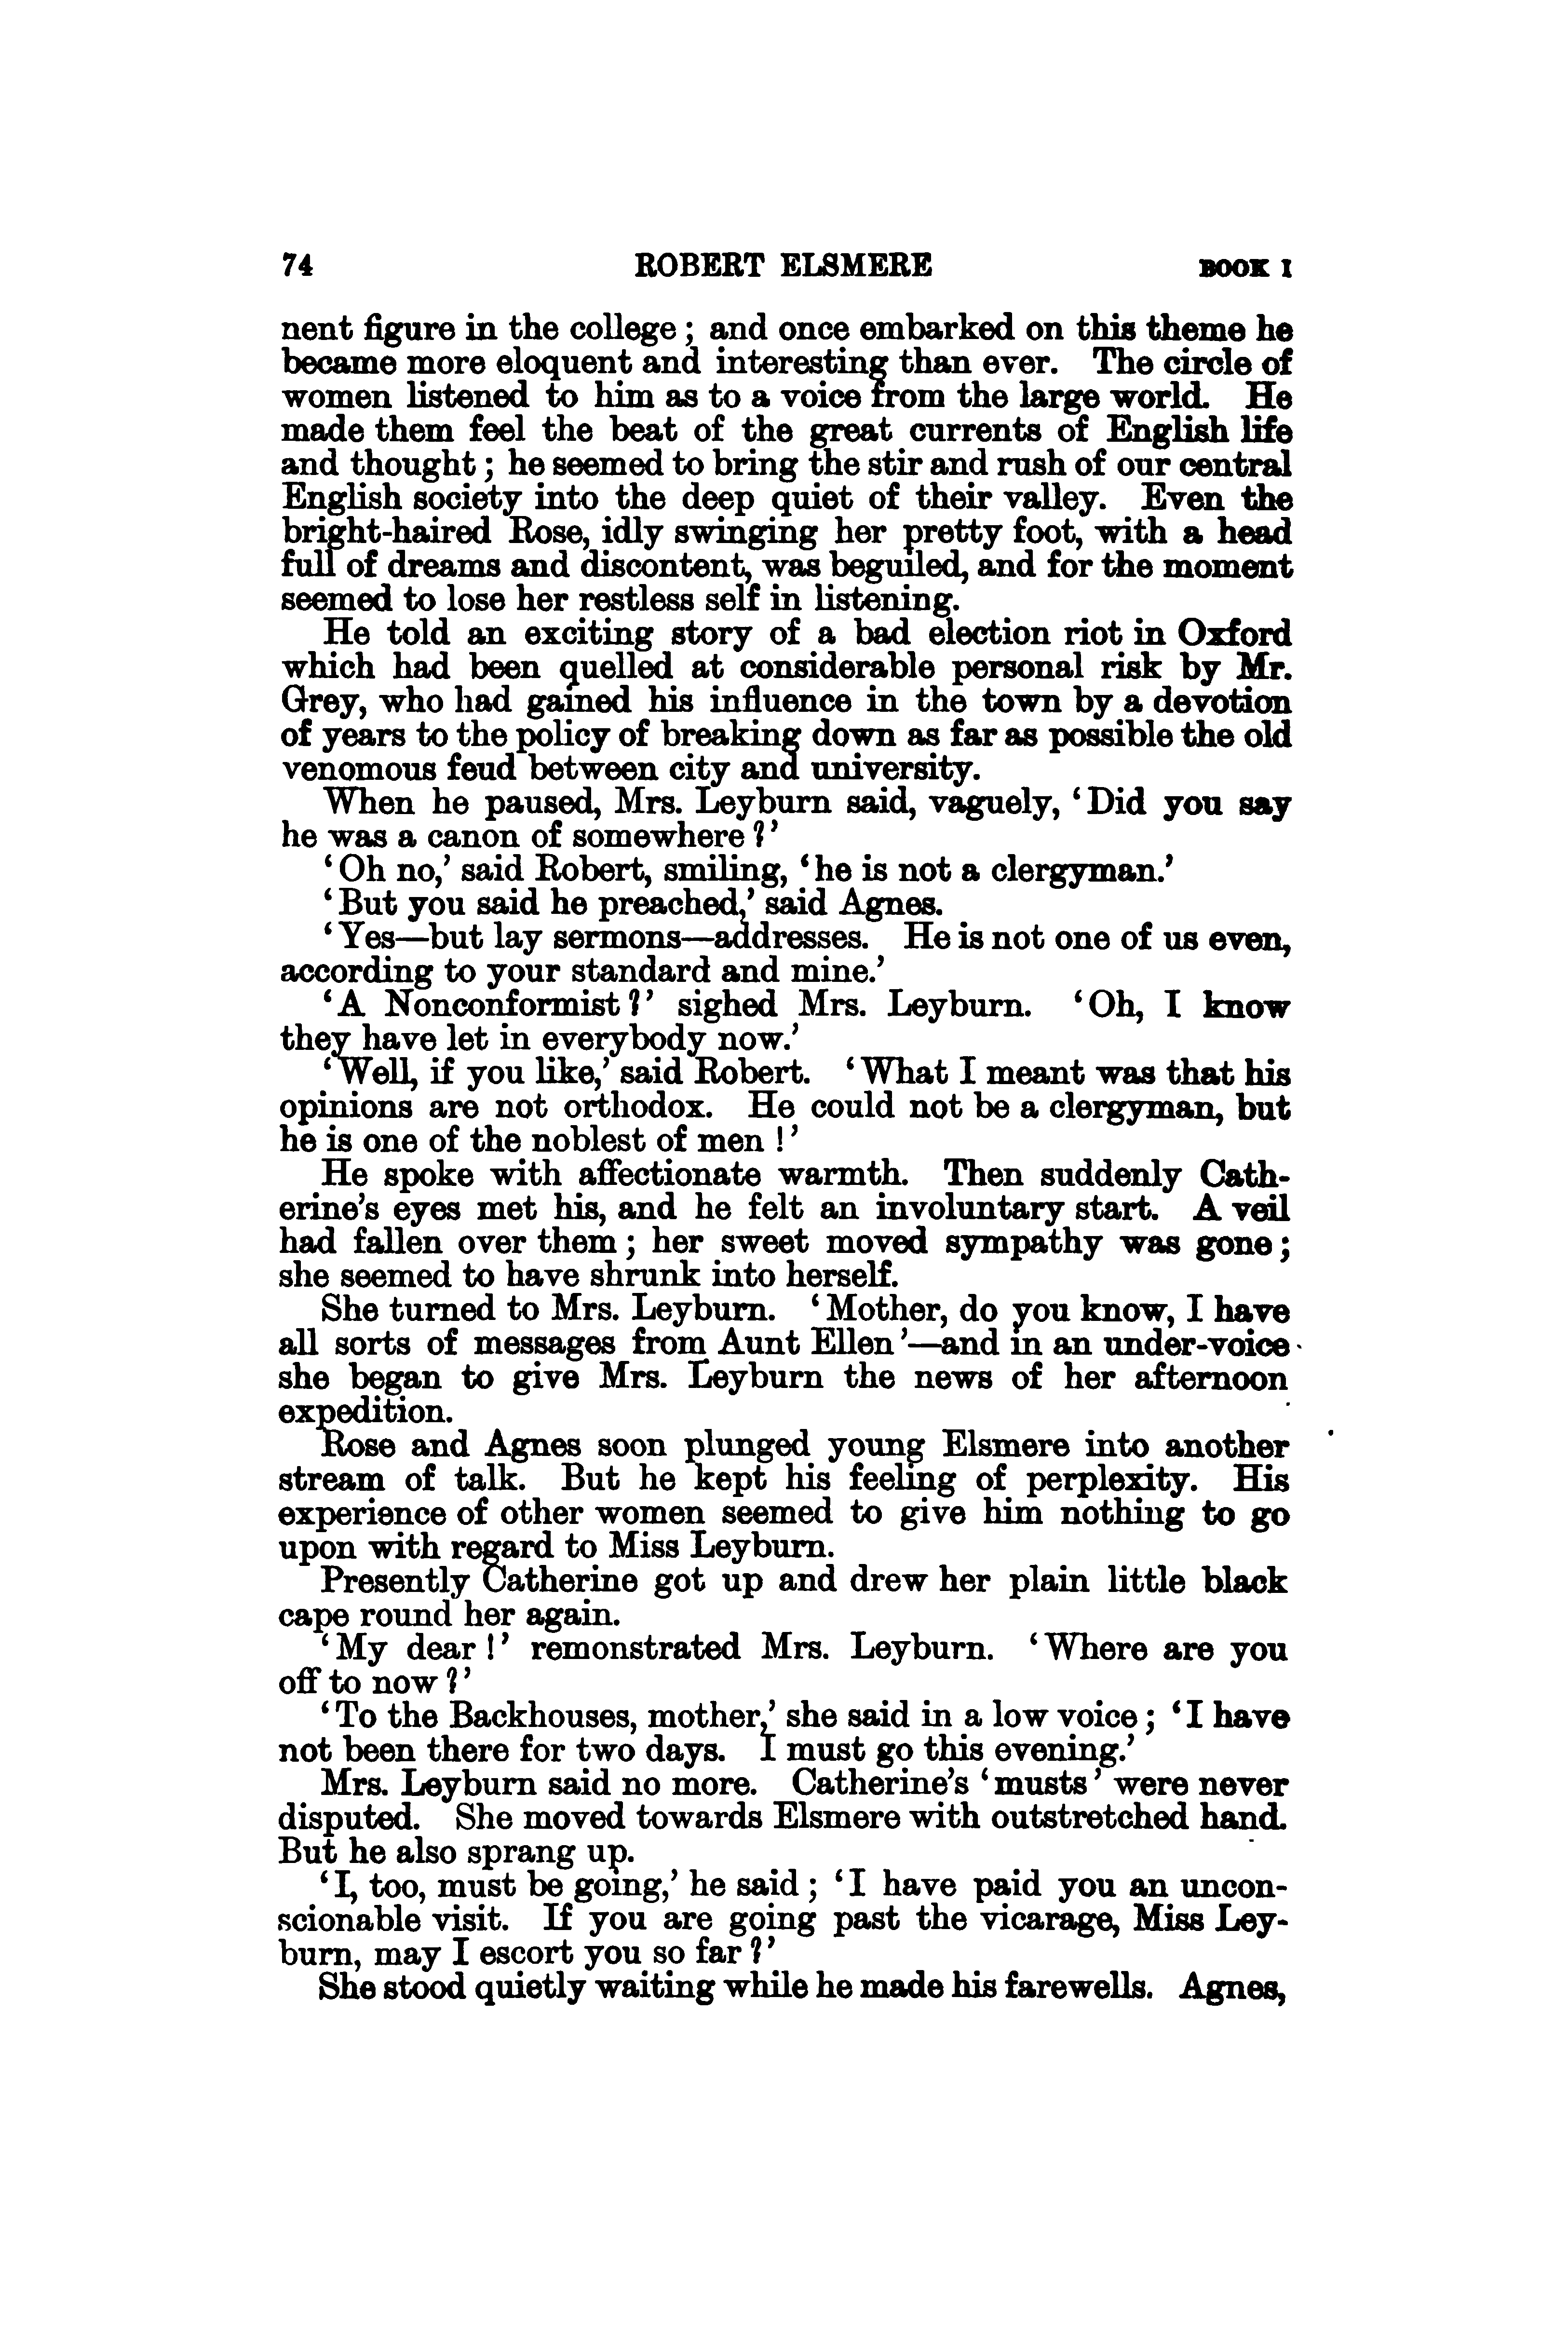 74 ROBERT ELSMERE BOOK I
nent figure in the college ; and once embarked on this theme he
became more eloquent and interesting than ever. The circle of
women listened to him as to a voice from the large world. He
made them feel the beat of the great currents of English life
and thought ; he seemed to bring the stir and rush of our central
English society into the deep quiet of their valley. Even the
bright-haired Rose, idly swinging her pretty foot, with a head
full of dreams and discontent, was beguiled, and for the moment
seemed to lose her restless self in listening.
He told an exciting story of a bad election riot in Oxford
which had been quelled at considerable personal risk by Mr.
Grey, who had gained his influence in the town by a devotion
of years to the policy of breaking down as far as possible the old
venomous feud between city and university.
When he paused, Mrs. Leyburn said, vaguely, ‘Did you say
he was a canon of somewhere ?’
‘Oh no,’ said Robert, smiling, ‘he is not a clergyman.’
‘But you said he preached,’ said Agnes.
‘Yes—but lay sermons—addresses. He is not one of us even,
according to your standard and mine.’
‘A Nonconformist ?’ sighed Mrs. Leyburn. ‘Oh, I know
they have let in everybody now.’
‘Well, if you like,’ said Robert. ‘What I meant was that his
opinions are not orthodox. He could not be a clergyman, but
he is one of the noblest of men !’
He spoke with affectionate warmth. Then suddenly Cath-
erine’s eyes met his, and he felt an involuntary start. A veil
had fallen over them ; her sweet moved sympathy was gone ;
she seemed to have shrunk into herself.
She turned to Mrs. Leyburn. ‘Mother, do you know, I have
all sorts of messages from Aunt Ellen’—and in an under-voice
she began to give Mrs. Leyburn the news of her afternoon
expedition.
Rose and Agnes soon plunged young Elsmere into another
stream of talk. But he kept his feeling of perplexity. His
experience of other women seemed to give him nothing to go
upon with regard to Miss Leyburn.
Presently Catherine got up and drew her plain little black
cape round her again.
‘My dear !’ remonstrated Mrs. Leyburn. ‘Where are you
off to now ?’
‘To the Backhouses, mother,’ she said in a low voice ; ‘I have
not been there for two days. I must go this evening.’
Mrs. Leyburn said no more. Catherine’s ‘musts’ were never
disputed. She moved towards Elsmere with outstretched hand.
But he also sprang up.
‘I, too, must be going,’ he said ; ‘I have paid you an uncon-
scionable visit. If you are going past the vicarage, Miss Ley-
burn, may I escort you so far ?’
She stood quietly waiting while he made his farewells. Agnes,